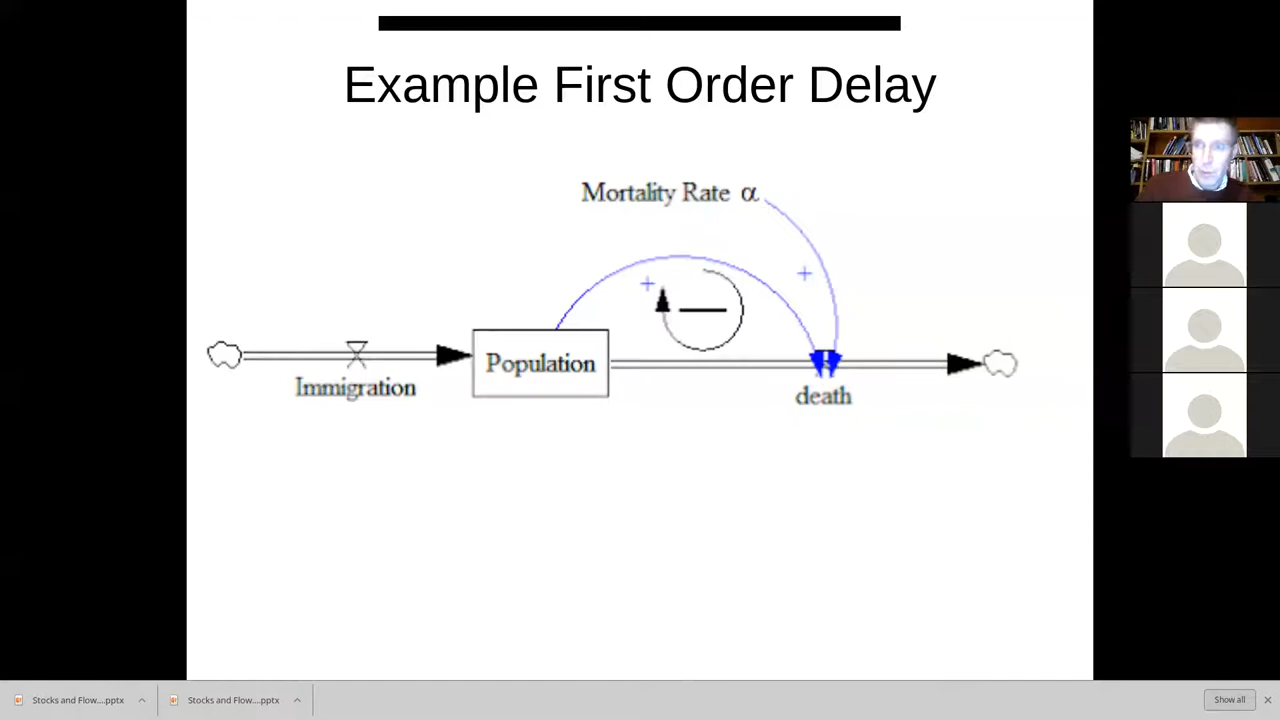 Example First Order Delay
Mortality Rate α
+
+
Population
Immigration
death
Stocks and Flow....pptx
Stocks and Flow....pptx
Show all